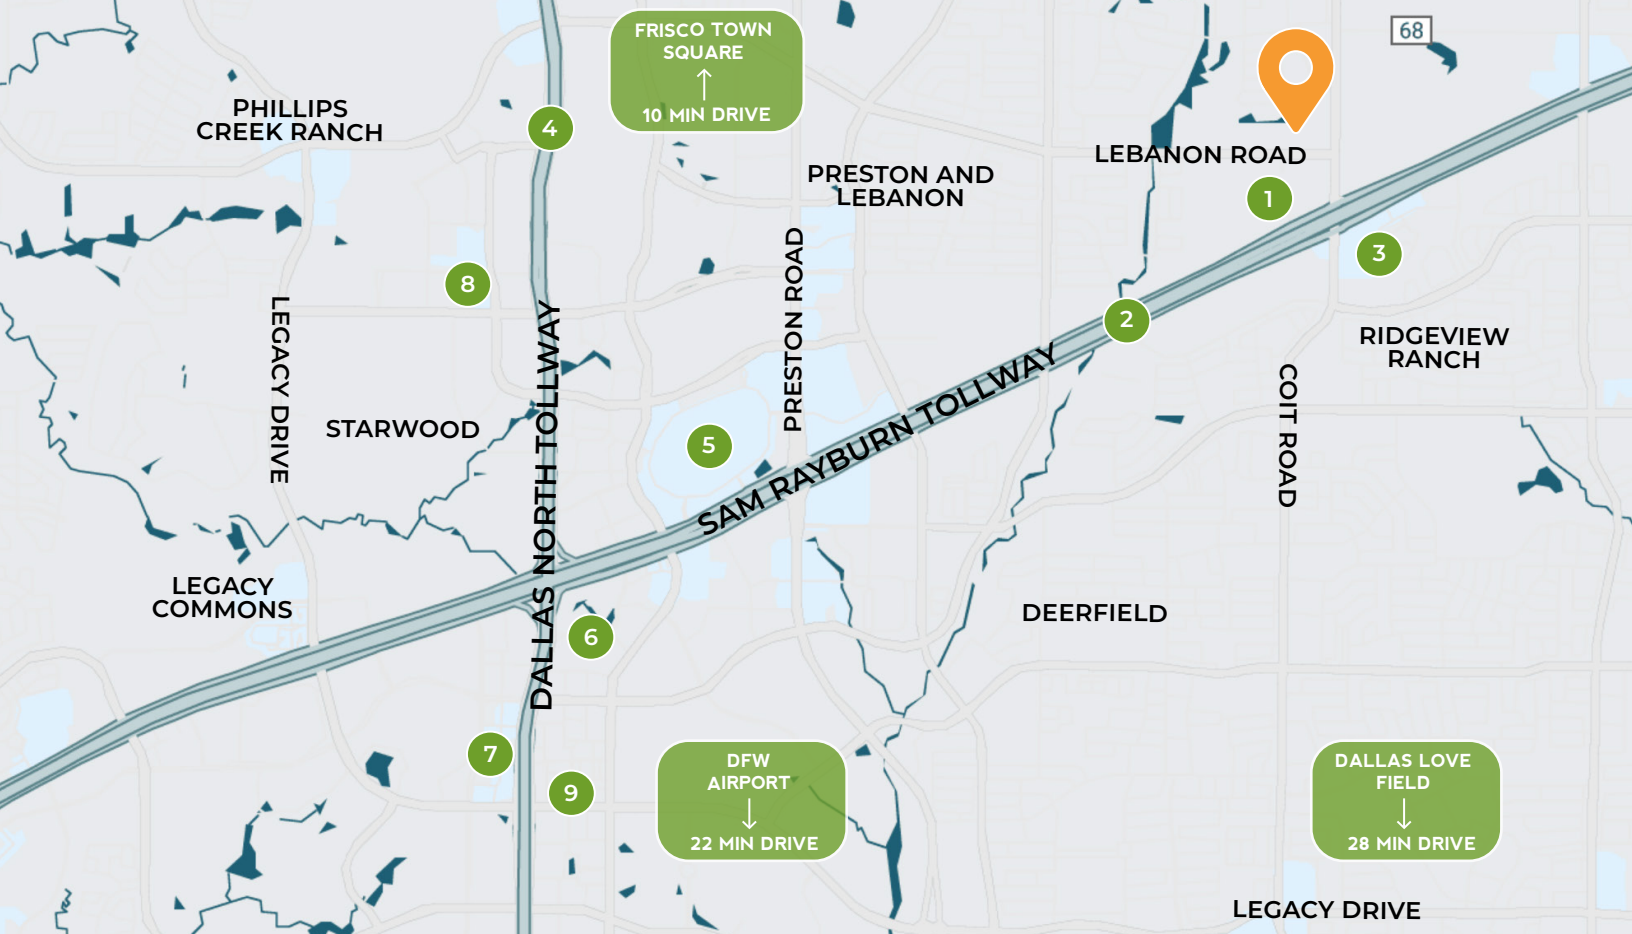 FRISCO TOWN
SQUARE
10 MIN DRIVE
68
PHILLIPS
CREEK RANCH
4
LEBANON ROAD
PRESTON AND
LEBANON
1
3
8
2
LEGACY DRIVE
DALLAS NORTH TOLLWAY
PRESTON ROAD
SAM RAYBURN TOLLWAY
RIDGEVIEW
RANCH
COIT ROAD
STARWOOD
5
LEGACY
COMMONS
6
DEERFIELD
7
9
DFW
AIRPORT
22 MIN DRIVE
DALLAS LOVE
FIELD
28 MIN DRIVE
LEGACY DRIVE